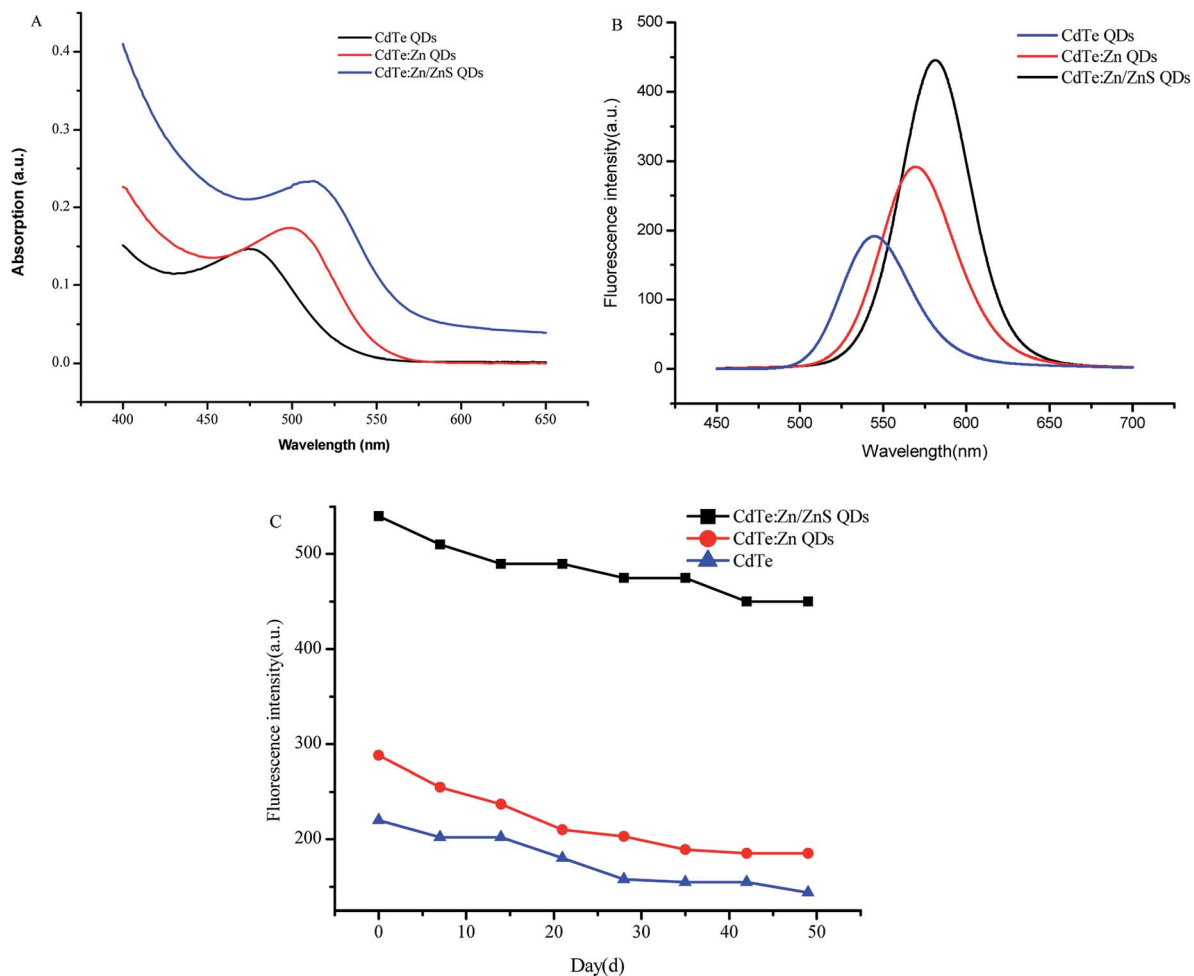 A
CdTe QDs
CdTe:Zn QDs
CdTe:Zn/ZnS QDs
0.4
0.3
0.2
0.1
0.0
Absorption (a.u.)
400 450 500 550 600 650
Wavelength (nm)
B
CdTe QDs
CdTe:Zn QDs
CdTe:Zn/ZnS QDs
500
400
300
200
100
0
Fluorescence intensity(a.u.)
450 500 550 600 650 700
Wavelength(nm)
C
CdTe:Zn/ZnS QDs
CdTe:Zn QDs
CdTe
500
400
300
200
Fluorescence intensity(a.u.)
0 10 20 30 40 50
Day(d)